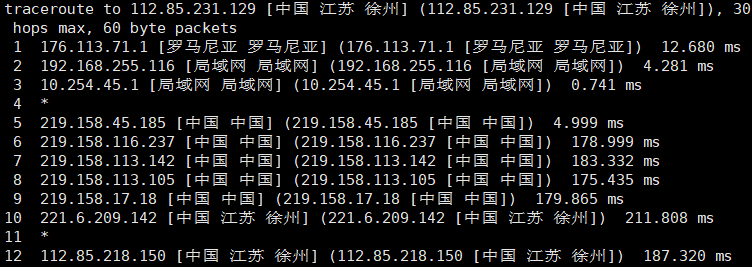 traceroute to 112.85.231.129 [中国 江苏 徐州] (112.85.231.129 [中国 江苏 徐州]), 30
hops max, 60 byte packets
1 176.113.71.1 [罗马尼亚 罗马尼亚] (176.113.71.1 [罗马尼亚 罗马尼亚]) 12.680 ms
2 192.168.255.116 [局域网 局域网] (192.168.255.116 [局域网 局域网]) 4.281 ms
3 10.254.45.1 [局域网 局域网] (10.254.45.1 [局域网 局域网]) 0.741 ms
4 *
5 219.158.45.185 [中国 中国] (219.158.45.185 [中国 中国]) 4.999 ms
6 219.158.116.237 [中国 中国] (219.158.116.237 [中国 中国]) 178.999 ms
7 219.158.113.142 [中国 中国] (219.158.113.142 [中国 中国]) 183.332 ms
8 219.158.113.105 [中国 中国] (219.158.113.105 [中国 中国]) 175.435 ms
9 219.158.17.18 [中国 中国] (219.158.17.18 [中国 中国]) 179.865 ms
10 221.6.209.142 [中国 江苏 徐州] (221.6.209.142 [中国 江苏 徐州]) 211.808 ms
11 *
12 112.85.218.150 [中国 江苏 徐州] (112.85.218.150 [中国 江苏 徐州]) 187.320 ms